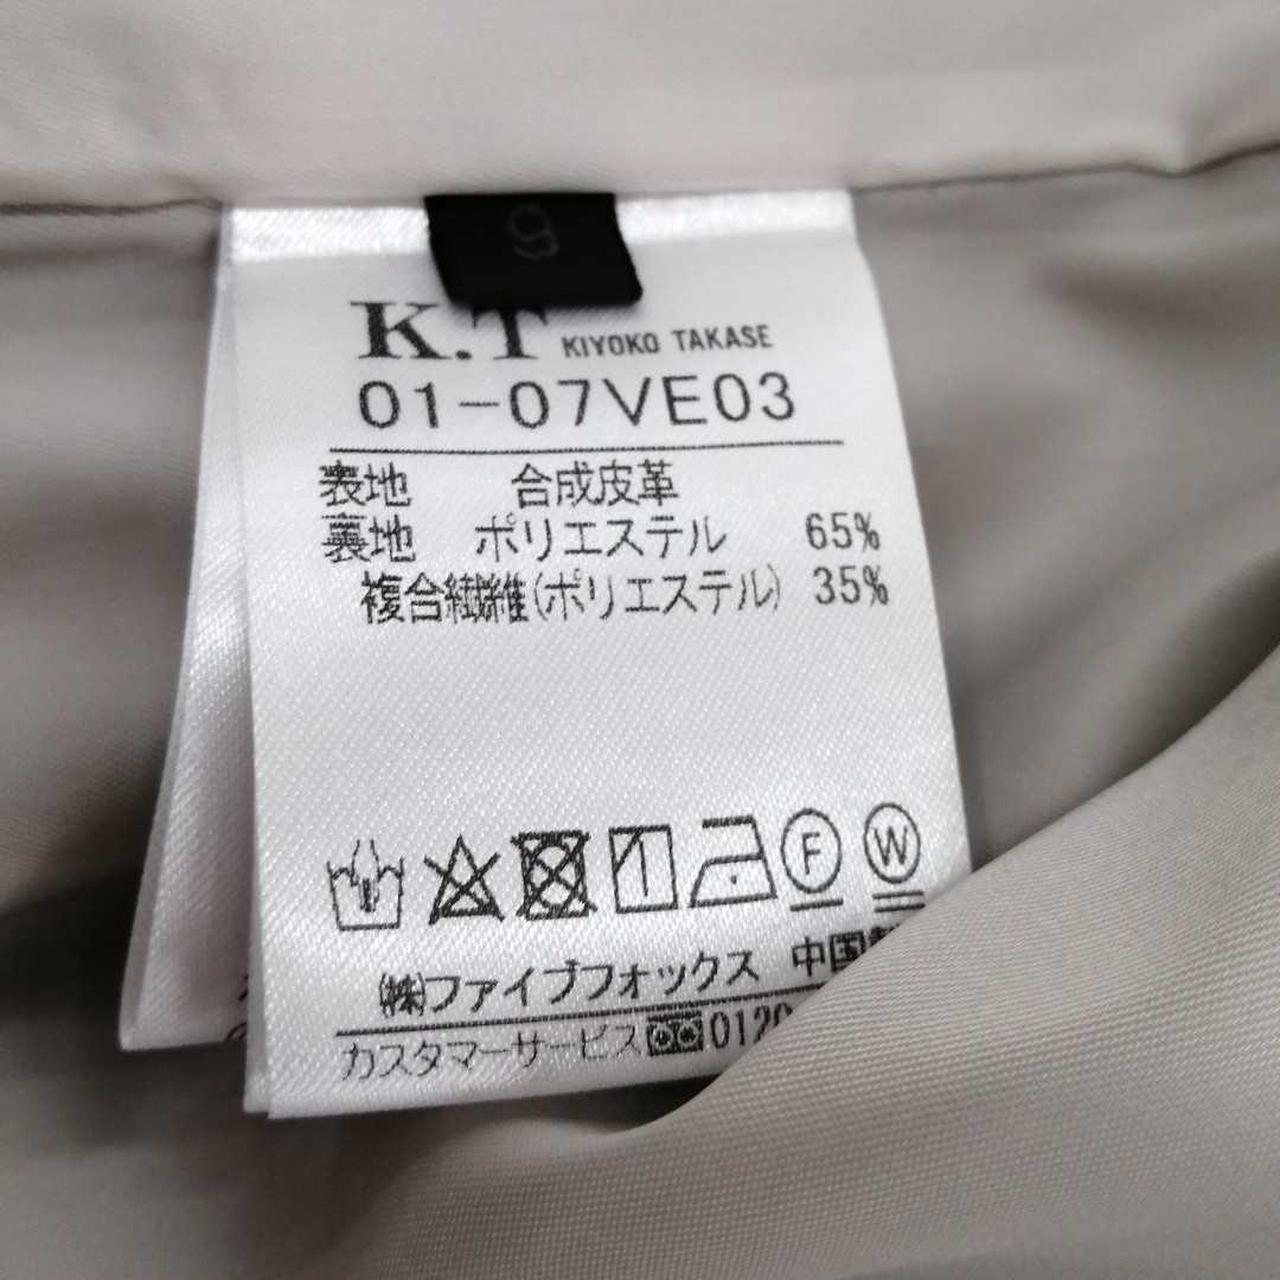 9
K.T KIYOKO TAKASE
01-07VE03
表地 合成皮革
裏地 ポリエステル 65%
複合繊維(ポリエステル) 35%
F W
(株)ファイブフォックス 中国製
カスタマーサービス 0120